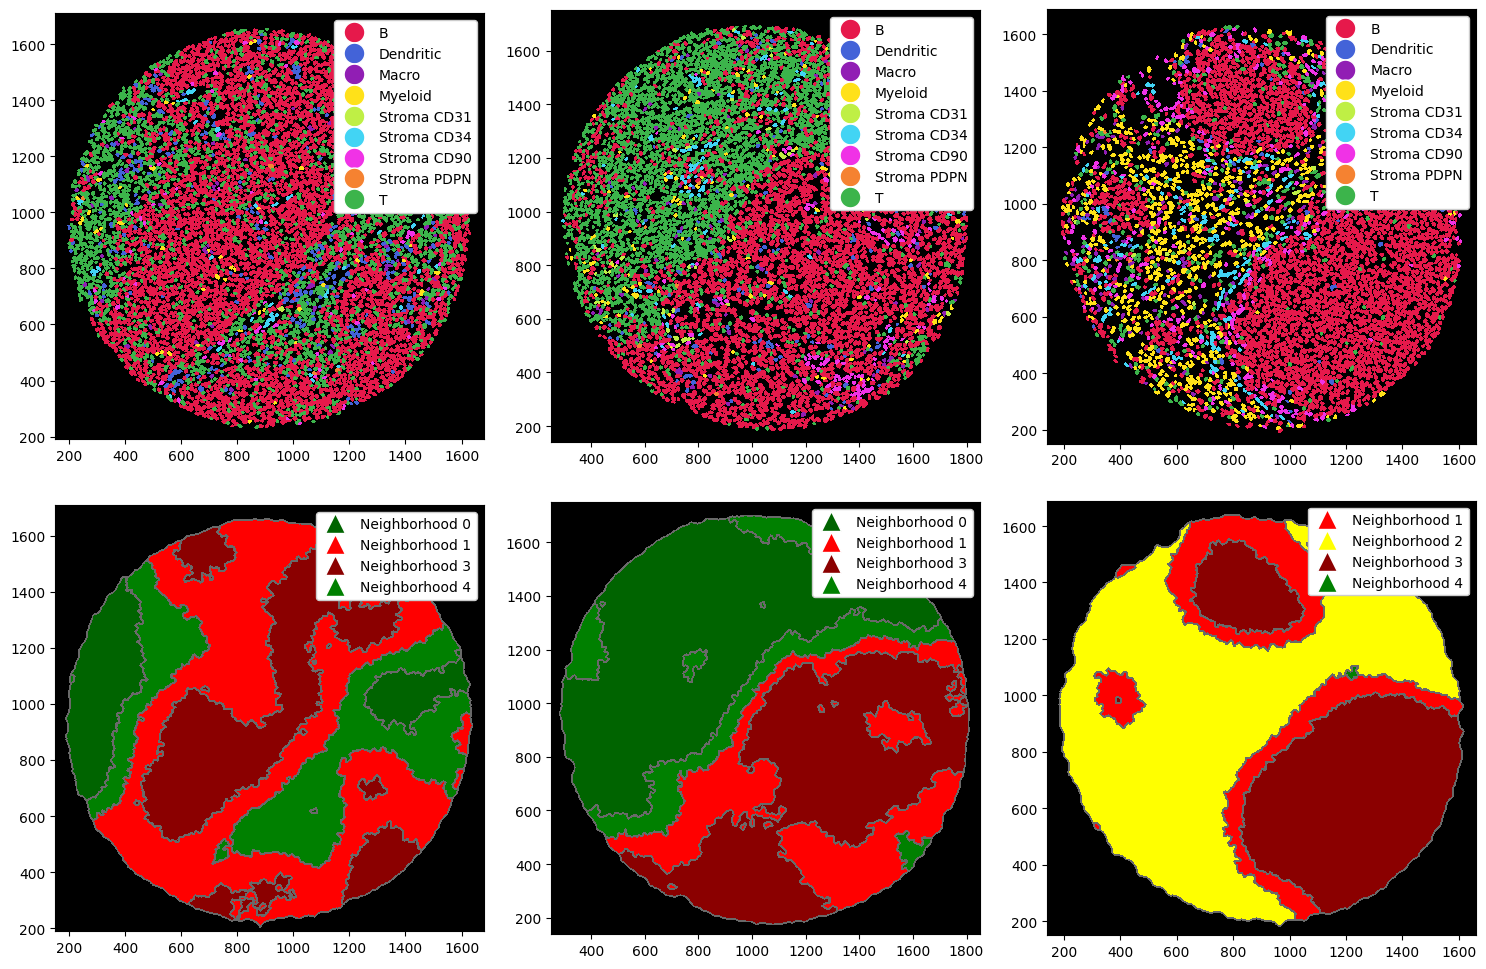 B
Dendritic
Macro
Myeloid
Stroma CD31
Stroma CD34
Stroma CD90
Stroma PDPN
T
1600
1400
1200
1000
800
600
400
200
200 400 600 800 1000 1200 1400 1600
B
Dendritic
Macro
Myeloid
Stroma CD31
Stroma CD34
Stroma CD90
Stroma PDPN
T
1600
1400
1200
1000
800
600
400
200
400 600 800 1000 1200 1400 1600 1800
B
Dendritic
Macro
Myeloid
Stroma CD31
Stroma CD34
Stroma CD90
Stroma PDPN
T
1600
1400
1200
1000
800
600
400
200
200 400 600 800 1000 1200 1400 1600
Neighborhood 0
Neighborhood 1
Neighborhood 3
Neighborhood 4
1600
1400
1200
1000
800
600
400
200
200 400 600 800 1000 1200 1400 1600
Neighborhood 0
Neighborhood 1
Neighborhood 3
Neighborhood 4
1600
1400
1200
1000
800
600
400
200
400 600 800 1000 1200 1400 1600 1800
Neighborhood 1
Neighborhood 2
Neighborhood 3
Neighborhood 4
1600
1400
1200
1000
800
600
400
200
200 400 600 800 1000 1200 1400 1600